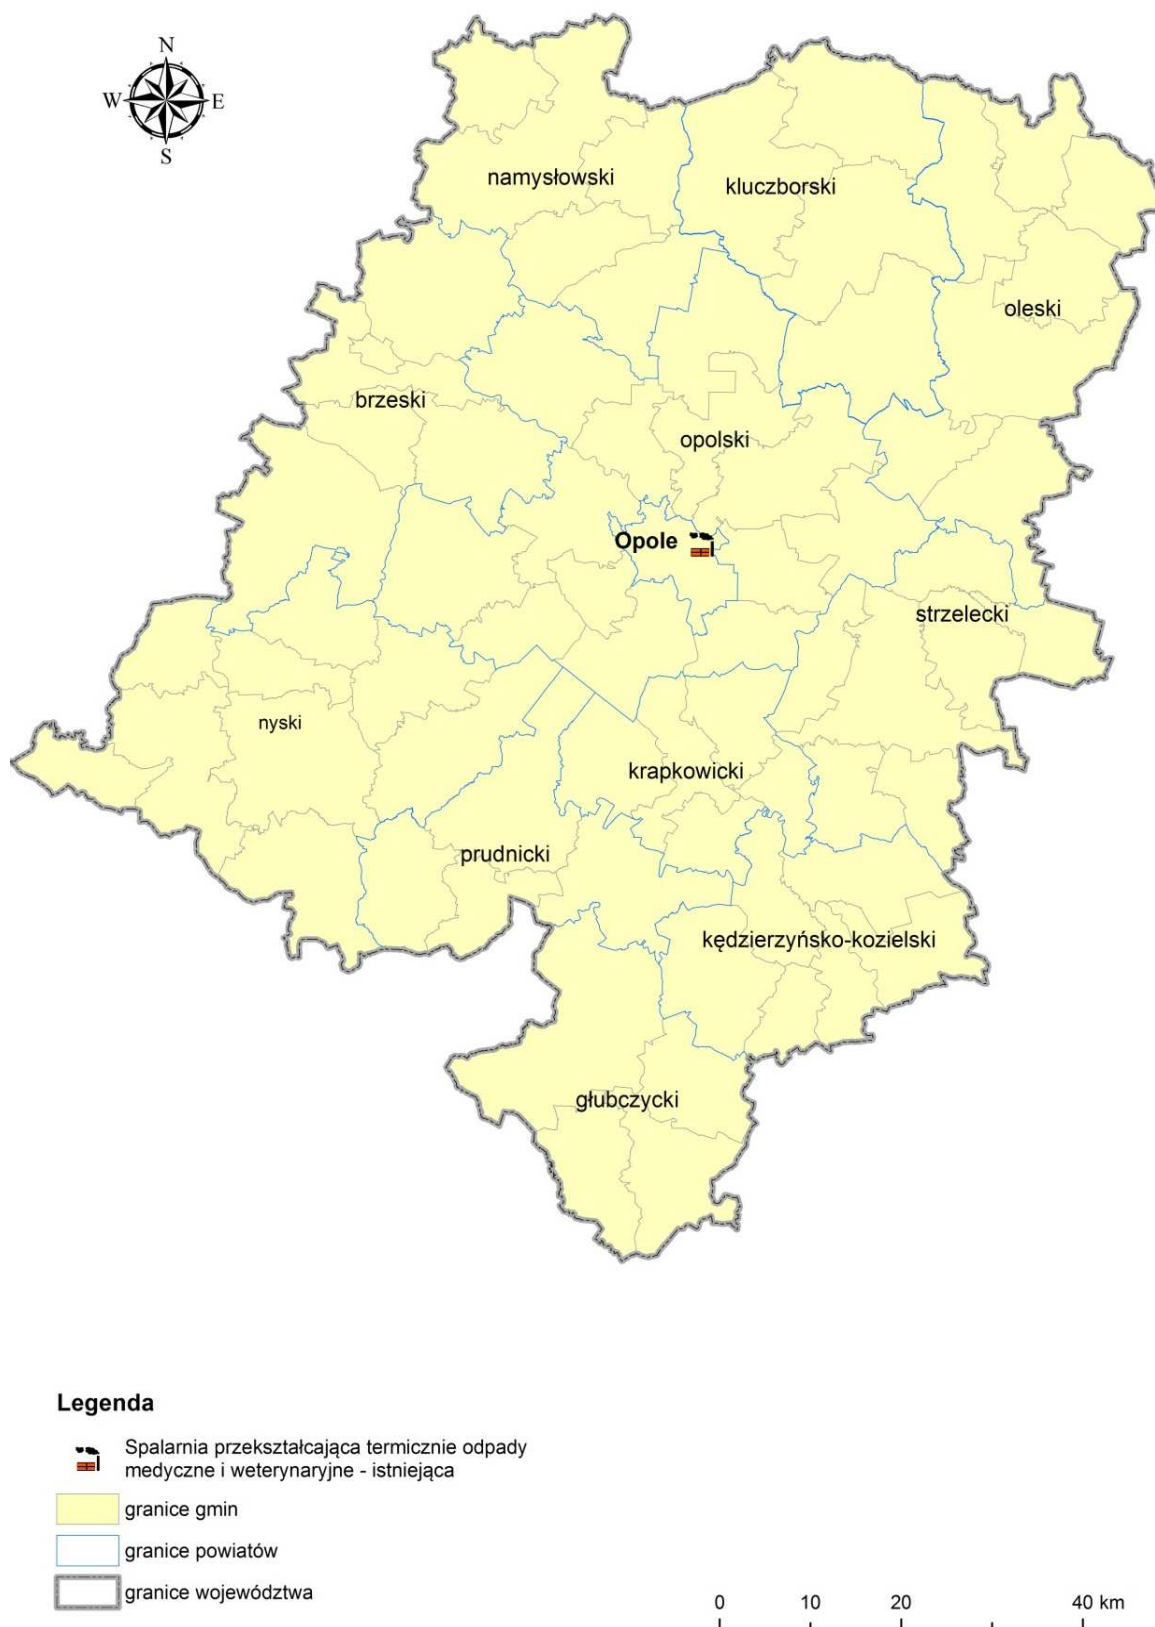 N
W E
S
namysłowski
kluczborski
oleski
brzeski
opolski
Opole
strzelecki
nyski
krapkowicki
prudnicki
kędzierzyńsko-kozielski
głubczycki
Legenda
Spalarnia przekształcająca termicznie odpady
medyczne i weterynaryjne - istniejąca
granice gmin
granice powiatów
granice województwa
0 10 20 40 km